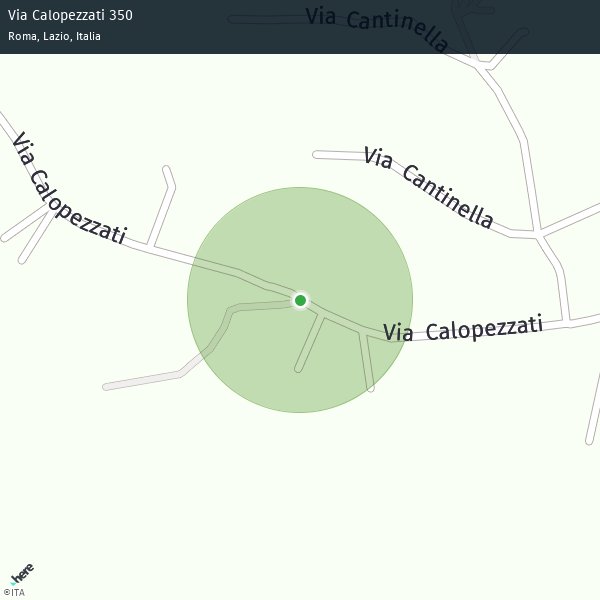 Via Calopezzati 350
Roma, Lazio, Italia
Via Cantinella
Via Cantinella
Via Calopezzati
Via Calopezzati
here
©ITA